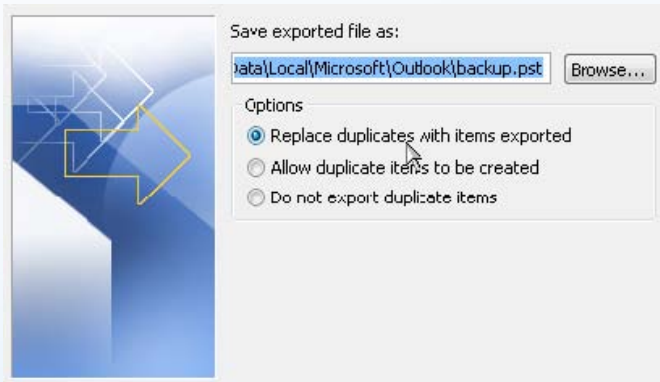 Save exported file as:
ata\Local\Microsoft\Outlook\backup.pst
Browse...
Options
Replace duplicates with items exported
Allow duplicate items to be created
Do not export duplicate items